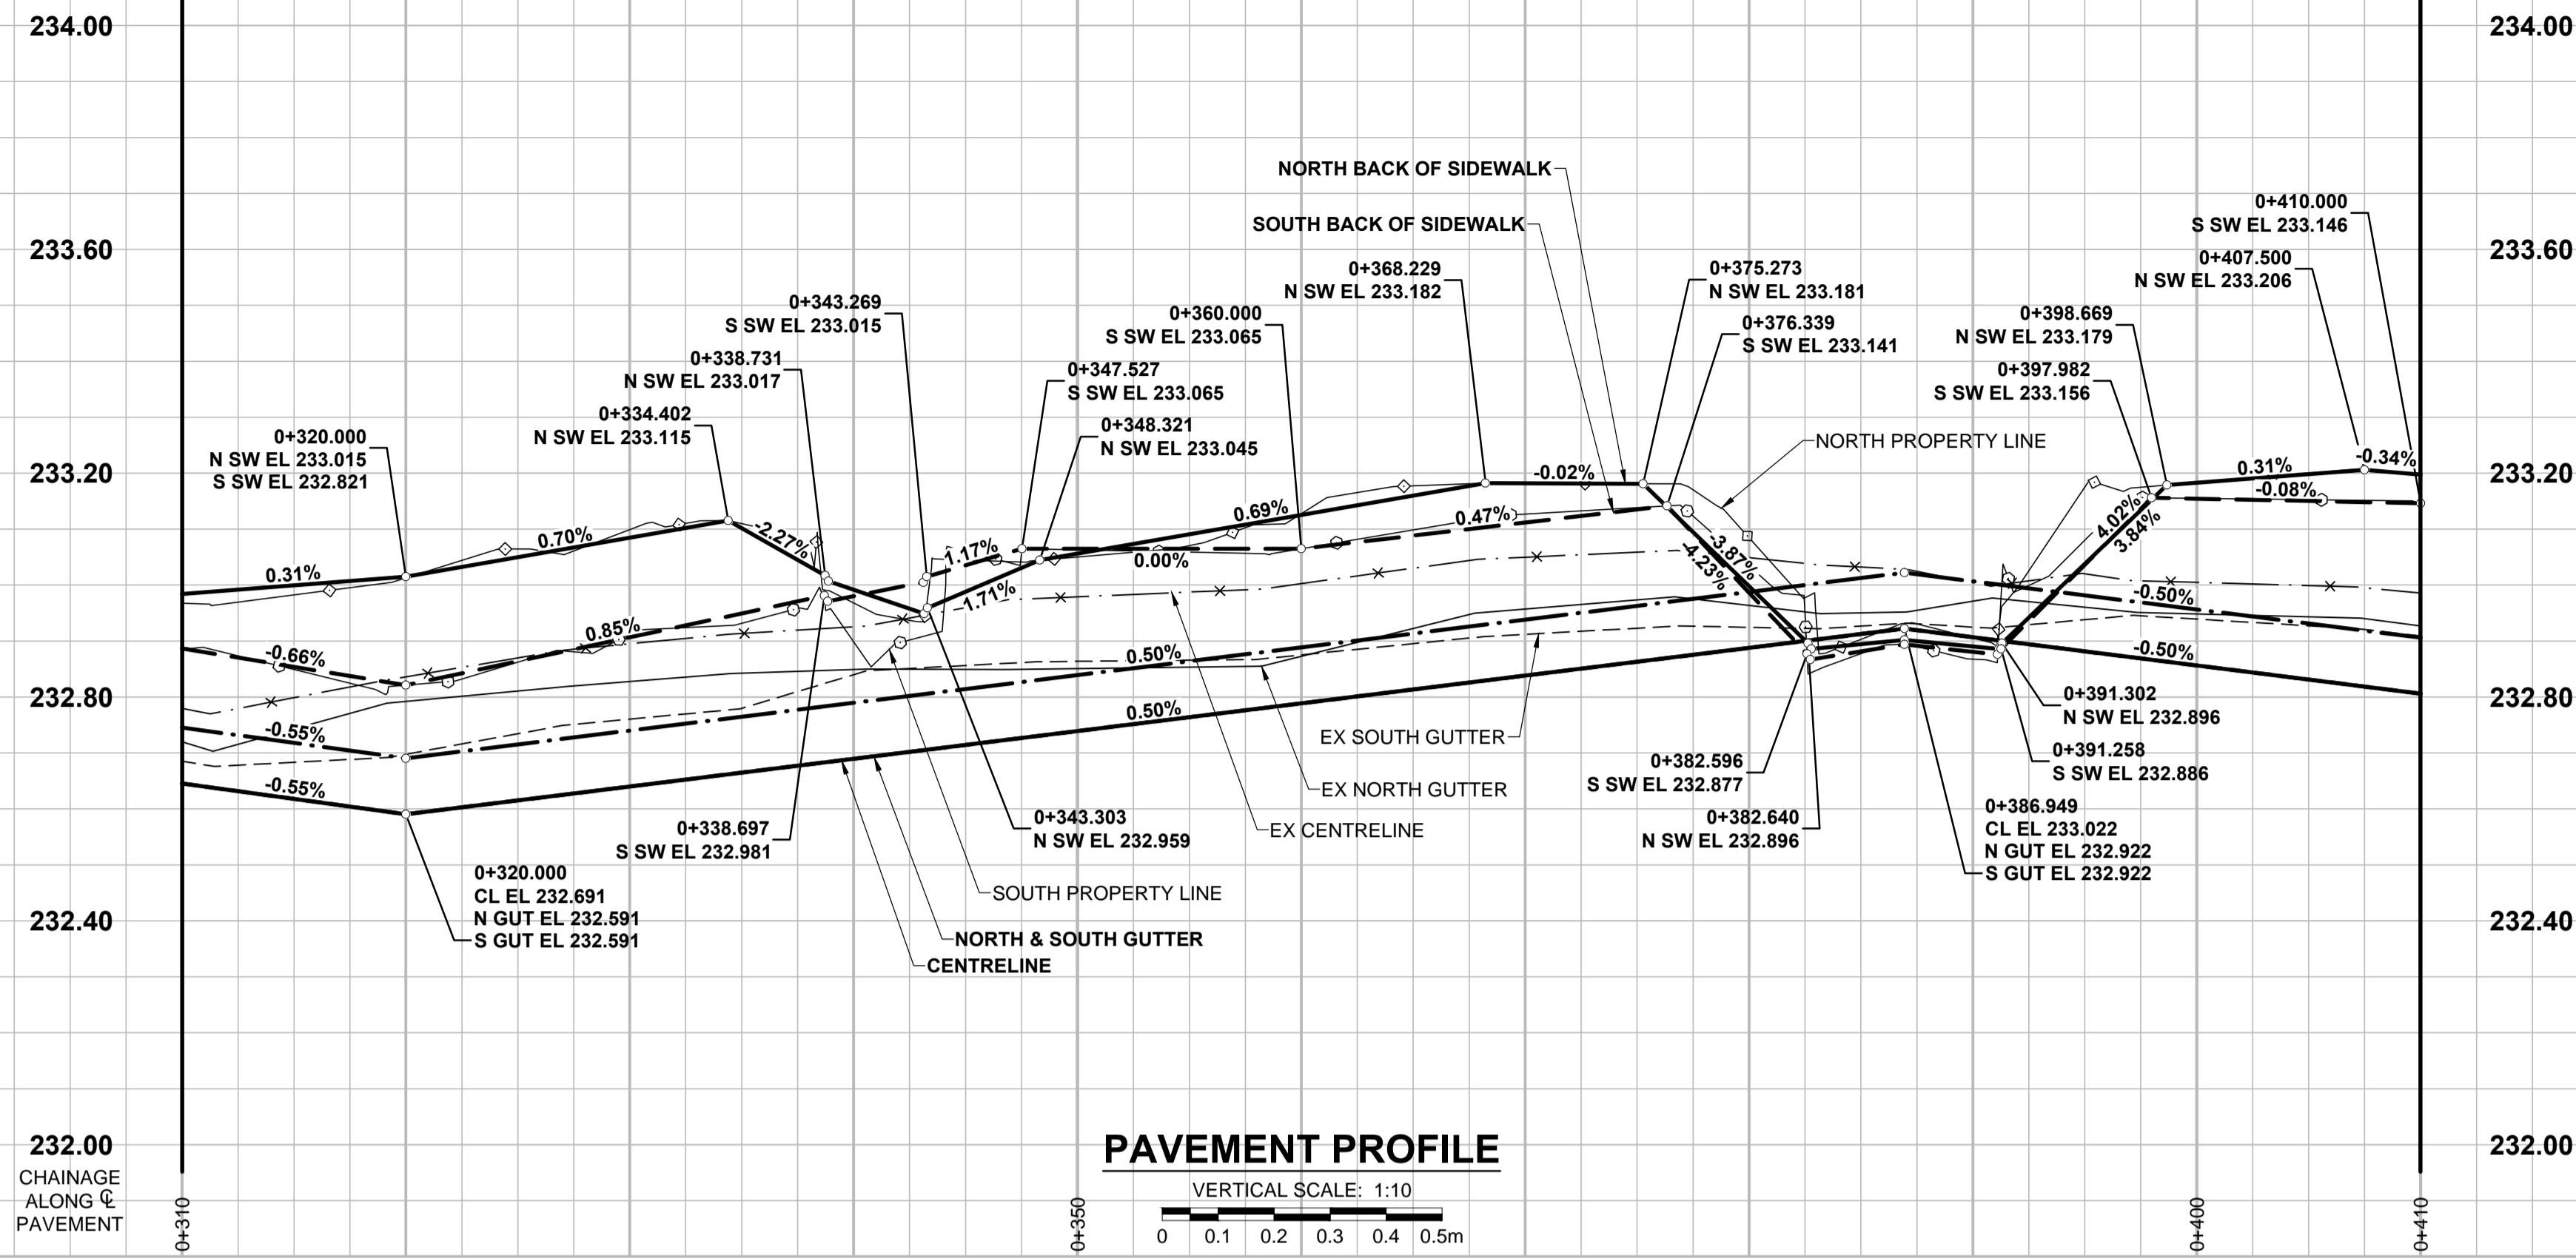 234.00
234.00
NORTH BACK OF SIDEWALK
0+410.000
S SW EL 233.146
SOUTH BACK OF SIDEWALK
233.60
233.60
0+407.500
N SW EL 233.206
0+368.229
N SW EL 233.182
0+375.273
N SW EL 233.181
0+343.269
S SW EL 233.015
0+360.000
S SW EL 233.065
0+376.339
S SW EL 233.141
0+398.669
N SW EL 233.179
0+338.731
N SW EL 233.017
0+347.527
S SW EL 233.065
0+397.982
S SW EL 233.156
0+334.402
N SW EL 233.115
0+348.321
N SW EL 233.045
0+320.000
N SW EL 233.015
S SW EL 232.821
NORTH PROPERTY LINE
233.20
233.20
-0.02%
0.31%
-0.34%
-0.08%
0.70%
-2.27%
0.69%
0.47%
1.17%
0.00%
-3.87%
-4.23%
4.02%
3.84%
0.31%
1.71%
-0.50%
0.85%
-0.66%
0.50%
-0.50%
232.80
232.80
-0.55%
0.50%
0+391.302
N SW EL 232.896
EX SOUTH GUTTER
0+382.596
S SW EL 232.877
0+391.258
S SW EL 232.886
-0.55%
EX NORTH GUTTER
0+338.697
S SW EL 232.981
0+343.303
N SW EL 232.959
EX CENTRELINE
0+382.640
N SW EL 232.896
0+386.949
CL EL 233.022
N GUT EL 232.922
S GUT EL 232.922
0+320.000
CL EL 232.691
N GUT EL 232.591
S GUT EL 232.591
SOUTH PROPERTY LINE
232.40
232.40
NORTH & SOUTH GUTTER
CENTRELINE
232.00
232.00
PAVEMENT PROFILE
VERTICAL SCALE: 1:10
0 0.1 0.2 0.3 0.4 0.5m
CHAINAGE
ALONG ℄
PAVEMENT
0+310
0+350
0+400
0+410